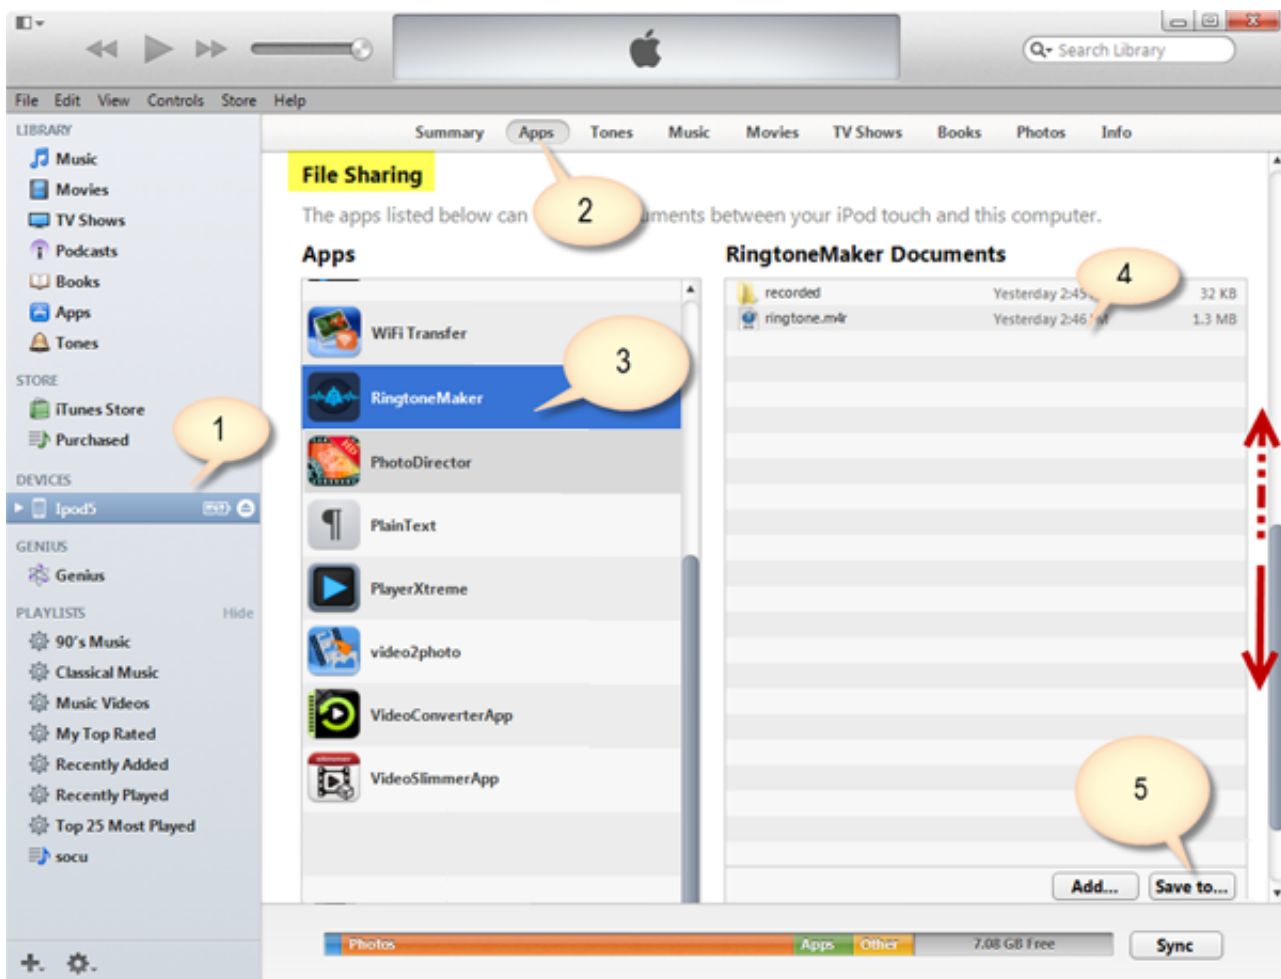 Search Library
File Edit View Controls Store Help
LIBRARY
Music
Movies
TV Shows
Podcasts
Books
Apps
Tones
STORE
iTunes Store
Purchased
1
DEVICES
Ipod5
GENIUS
Genius
PLAYLISTS Hide
90's Music
Classical Music
Music Videos
My Top Rated
Recently Added
Recently Played
Top 25 Most Played
socu
Summary Apps Tones Music Movies TV Shows Books Photos Info
2
File Sharing
The apps listed below can uments between your iPod touch and this computer.
Apps
WiFi Transfer
RingtoneMaker
3
PhotoDirector
PlainText
PlayerXtreme
video2photo
VideoConverterApp
VideoSlimmerApp
RingtoneMaker Documents
4
recorded Yesterday 2:45 32 KB
ringtone.m4r Yesterday 2:46 M 1.3 MB
5
Add... Save to...
Photos Apps Other 7.08 GB Free Sync